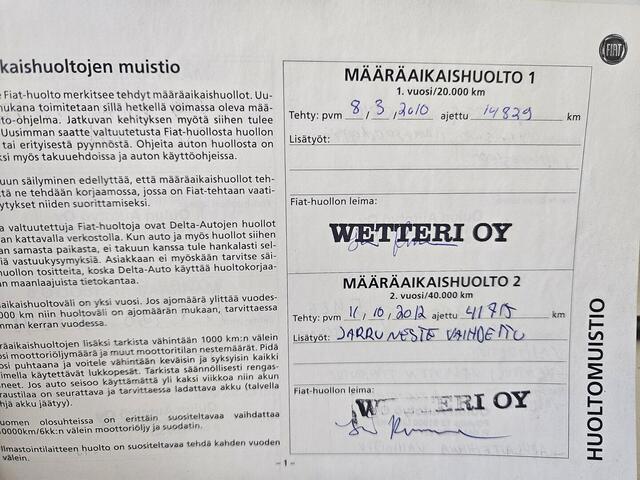 kaishuoltojen muistio
Fiat-huolto merkitsee tehdyt määräaikaishuollot. Uu-
mukana toimitetaan sillä hetkellä voimassa oleva mää-
to-ohjelma. Jatkuvan kehityksen myötä siihen tulee
Uusimman saatte valtuutetusta Fiat-huollosta huollon
tai erityisestä pyynnöstä. Ohjeita auton huollosta on
ksi myös takuuehdoissa ja auton käyttöohjeissa.
uun säilyminen edellyttää, että määräaikaishuollot teh-
ttä ne tehdään korjaamossa, jossa on Fiat-tehtaan vaati-
ytykset niiden suorittamiseksi.
a valtuutettuja Fiat-huoltoja ovat Delta-Autojen huollot
an kattavalla verkostolla. Kun auto ja myös huollot siihen
an samasta paikasta, ei takuun kanssa tule hankalasti sel-
iä vastuukysymyksiä. Asiakkaan ei myöskään tarvitse säi-
huollon tositteita, koska Delta-Auto käyttää huoltokorjaa-
an maanlaajuista tietokantaa.
aikaishuoltoväli on yksi vuosi. Jos ajomäärä ylittää vuodes-
000 km niin huoltoväli on ajomäärän mukaan, tarvittaessa
mmän kerran vuodessa.
räaikaishuoltojen lisäksi tarkista vähintään 1000 km:n välein
osi moottoriöljymäärä ja muut moottoritilan nestemäärät. Pidä
si puhtaana ja voitele vähintään keväisin ja syksyisin kaikki
imella käytettävät lukkopesät. Tarkista säännöllisesti rengas-
neet. Jos auto seisoo käyttämättä yli kaksi viikkoa niin akun
raustilaa on seurattava ja tarvittaessa ladattava akku (talvella
hjä akku jäätyy).
uomen olosuhteissa on erittäin suositeltavaa vaihdattaa
0000km/6kk:n välein moottoriöljy ja suodatin.
Ilmastointilaitteen huolto on suositeltavaa tehdä kahden vuoden
välein.
FIAT
MÄÄRÄAIKAISHUOLTO 1
1. vuosi/20.000 km
Tehty: pvm 8, 3, 2010 ajettu 14829 km
Lisätyöt:
Fiat-huollon leima:
WETTERI OY
MÄÄRÄAIKAISHUOLTO 2
2. vuosi/40.000 km
Tehty: pvm 11, 10, 2012 ajettu km
Lisätyöt: JARRUNESTE VAIHDETTU
Fiat-huollon leima:
WETTERI OY
HUOLTOMUISTIO
– 1 –